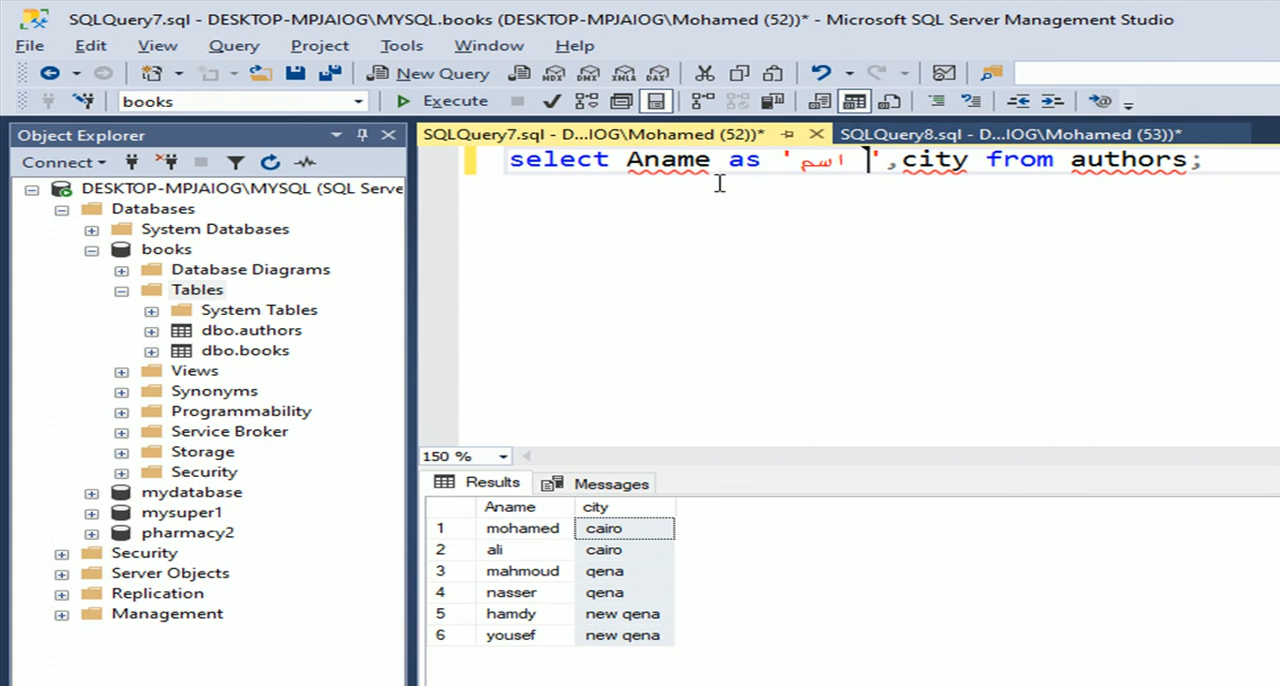 SQLQuery7.sql - DESKTOP-MPJAIOG\MYSQL.books (DESKTOP-MPJAIOG\Mohamed (52))* - Microsoft SQL Server Management Studio
File Edit View Query Project Tools Window Help
New Query MDX DMX XMLA DAX
books Execute
Object Explorer
SQLQuery7.sql - D...IOG\Mohamed (52))* SQLQuery8.sql - D...IOG\Mohamed (53))*
Connect
select Aname as ' اسم ',city from authors;
DESKTOP-MPJAIOG\MYSQL (SQL Serve
Databases
System Databases
books
Database Diagrams
Tables
System Tables
dbo.authors
dbo.books
Views
Synonyms
Programmability
Service Broker
Storage
Security
mydatabase
mysuper1
pharmacy2
Security
Server Objects
Replication
Management
150 %
Results Messages
Aname city
1 mohamed cairo
2 ali cairo
3 mahmoud qena
4 nasser qena
5 hamdy new qena
6 yousef new qena